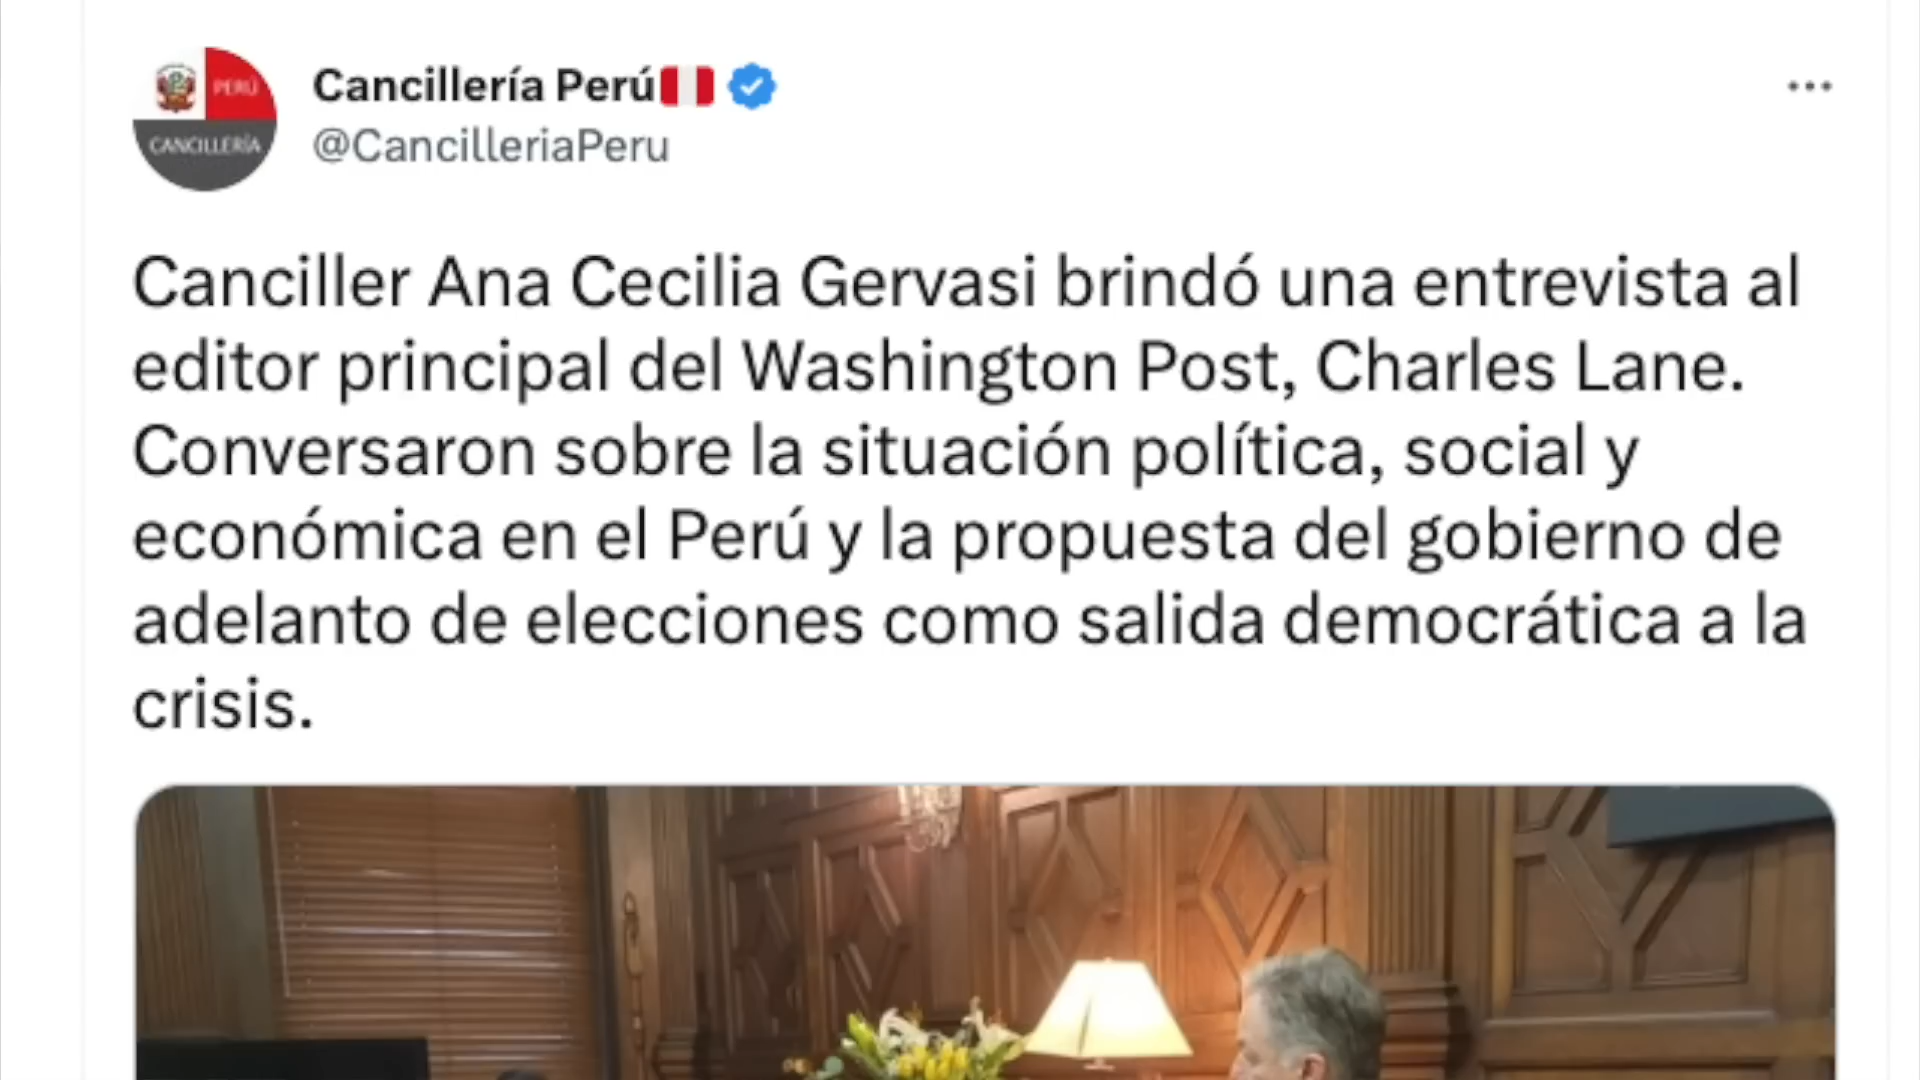 PERÚ
CANCILLERÍA
Cancillería Perú🇵🇪
@CancilleriaPeru
Canciller Ana Cecilia Gervasi brindó una entrevista al
editor principal del Washington Post, Charles Lane.
Conversaron sobre la situación política, social y
económica en el Perú y la propuesta del gobierno de
adelanto de elecciones como salida democrática a la
crisis.